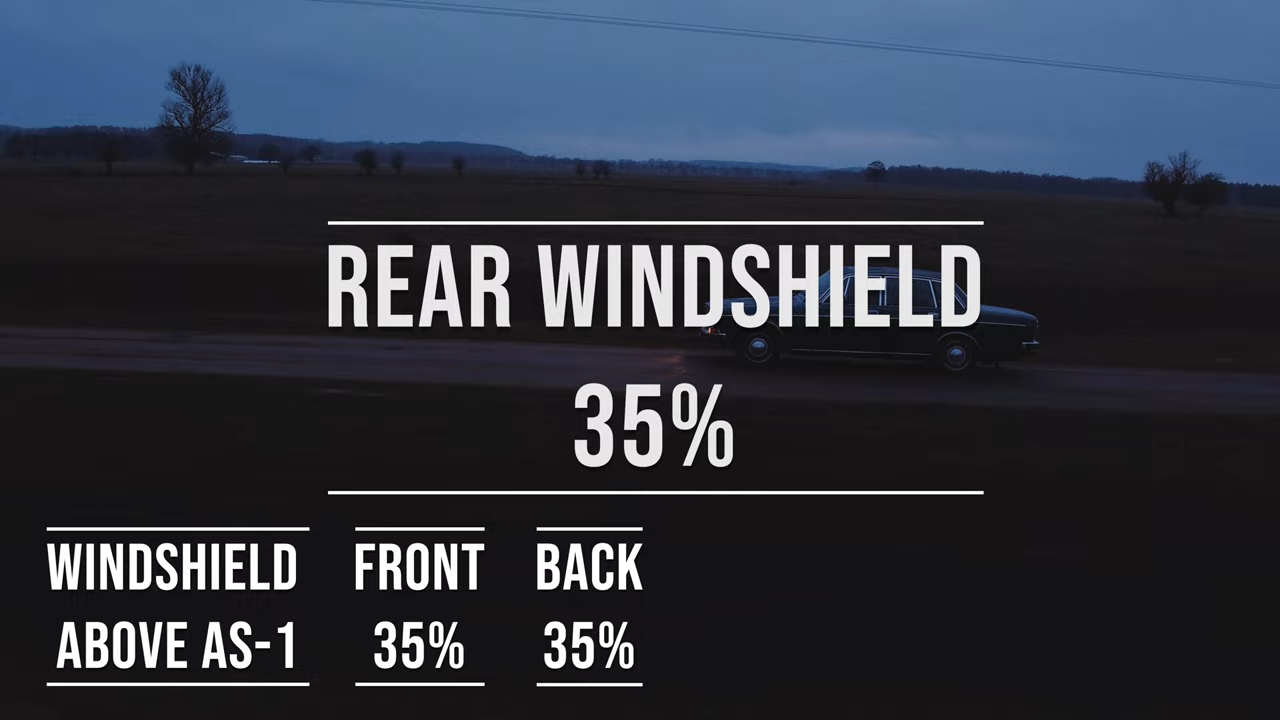 REAR WINDSHIELD
35%
WINDSHIELD
ABOVE AS-1
FRONT
35%
BACK
35%